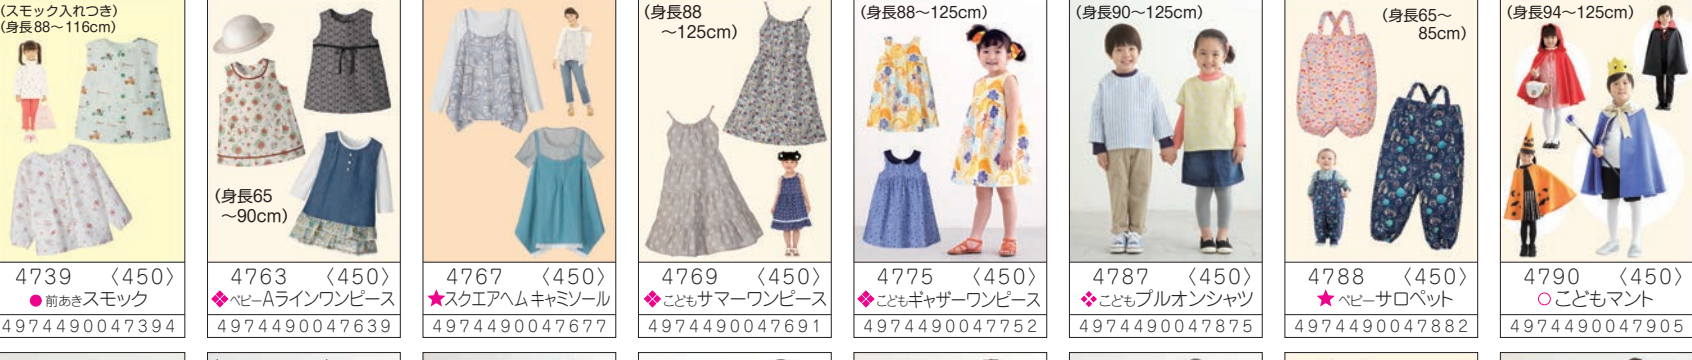 (スモック入れつき)
(身長88～116cm)
4739 〈450〉
●前あきスモック
4974490047394
(身長65
～90cm)
4763 〈450〉
❖ベビーAラインワンピース
4974490047639
4767 〈450〉
★スクエアヘムキャミソール
4974490047677
(身長88
～125cm)
4769 〈450〉
❖こどもサマーワンピース
4974490047691
(身長88～125cm)
4775 〈450〉
❖こどもギャザーワンピース
4974490047752
(身長90～125cm)
4787 〈450〉
❖こどもプルオンシャツ
4974490047875
(身長65～
85cm)
4788 〈450〉
★ベビーサロペット
4974490047882
(身長94～125cm)
4790 〈450〉
○こどもマント
4974490047905